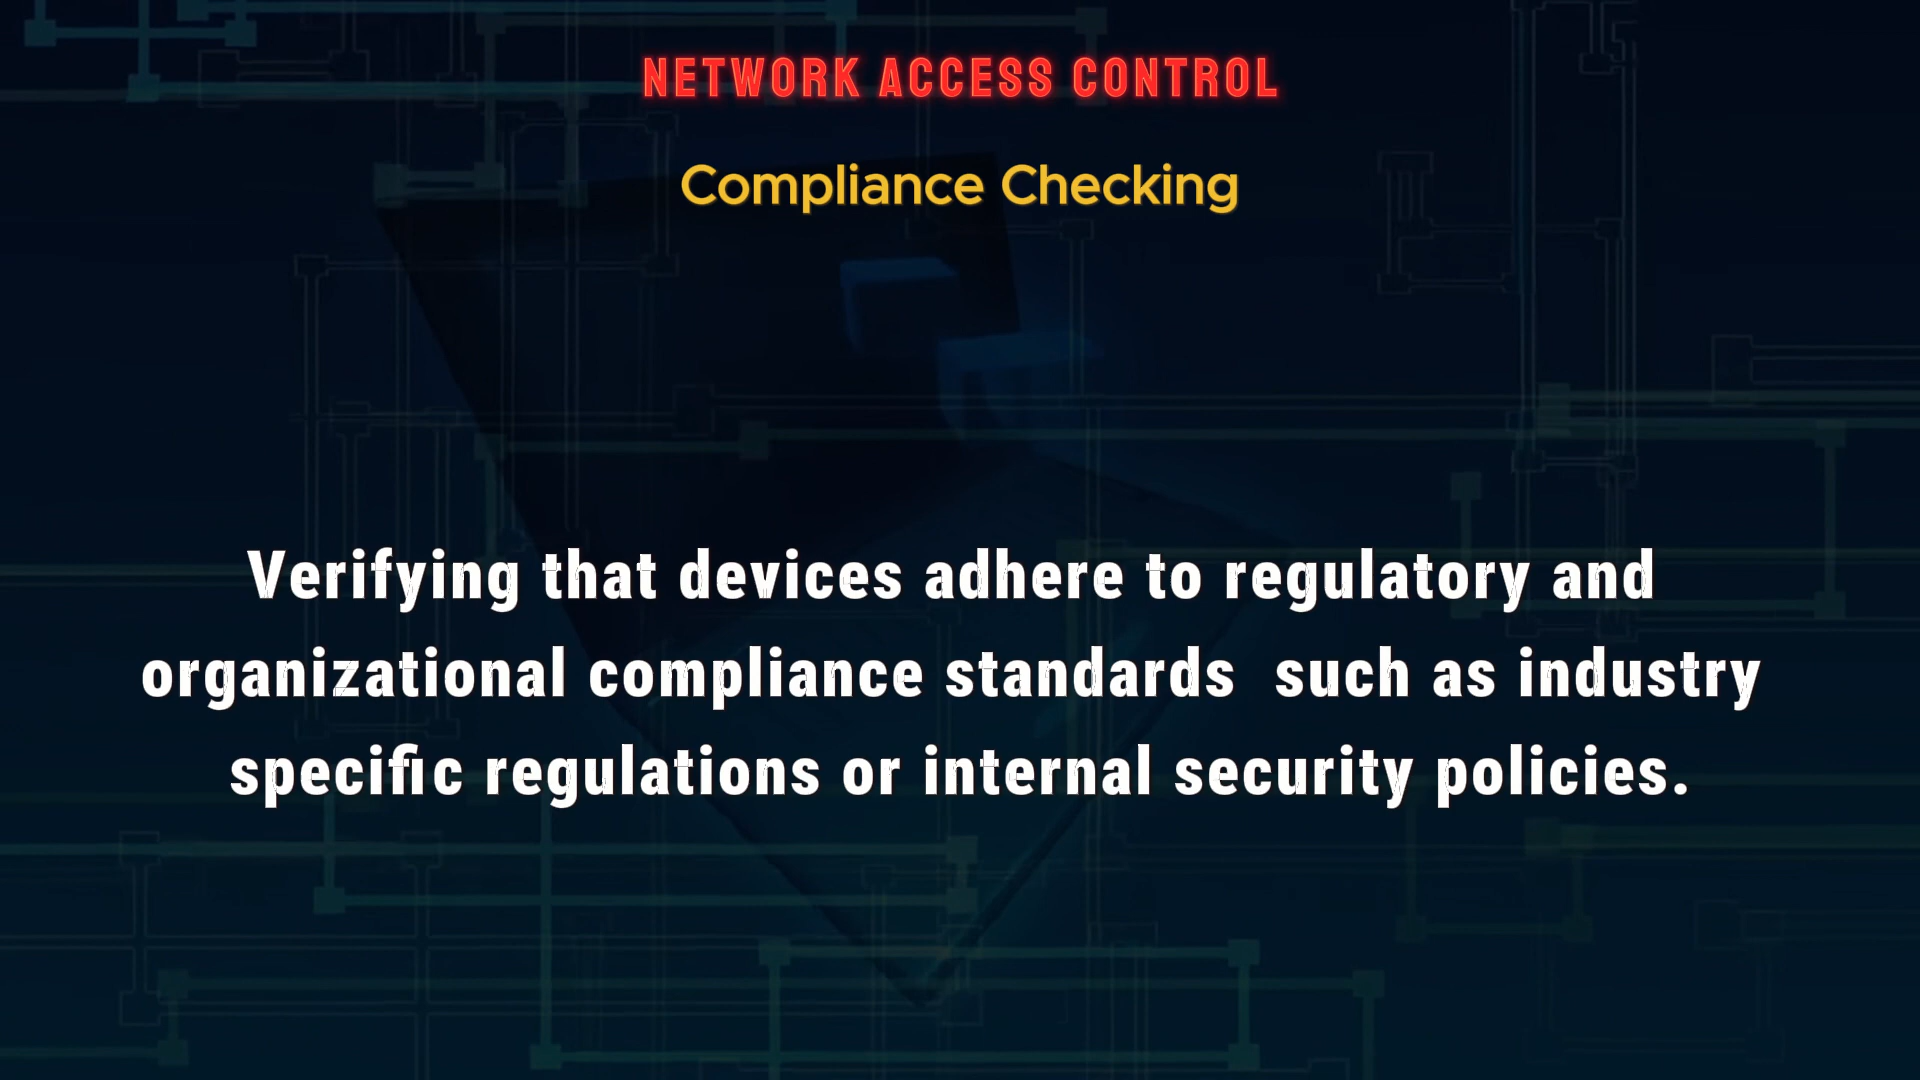 NETWORK ACCESS CONTROL
Compliance Checking
Verifying that devices adhere to regulatory and
organizational compliance standards  such as industry
specific regulations or internal security policies.